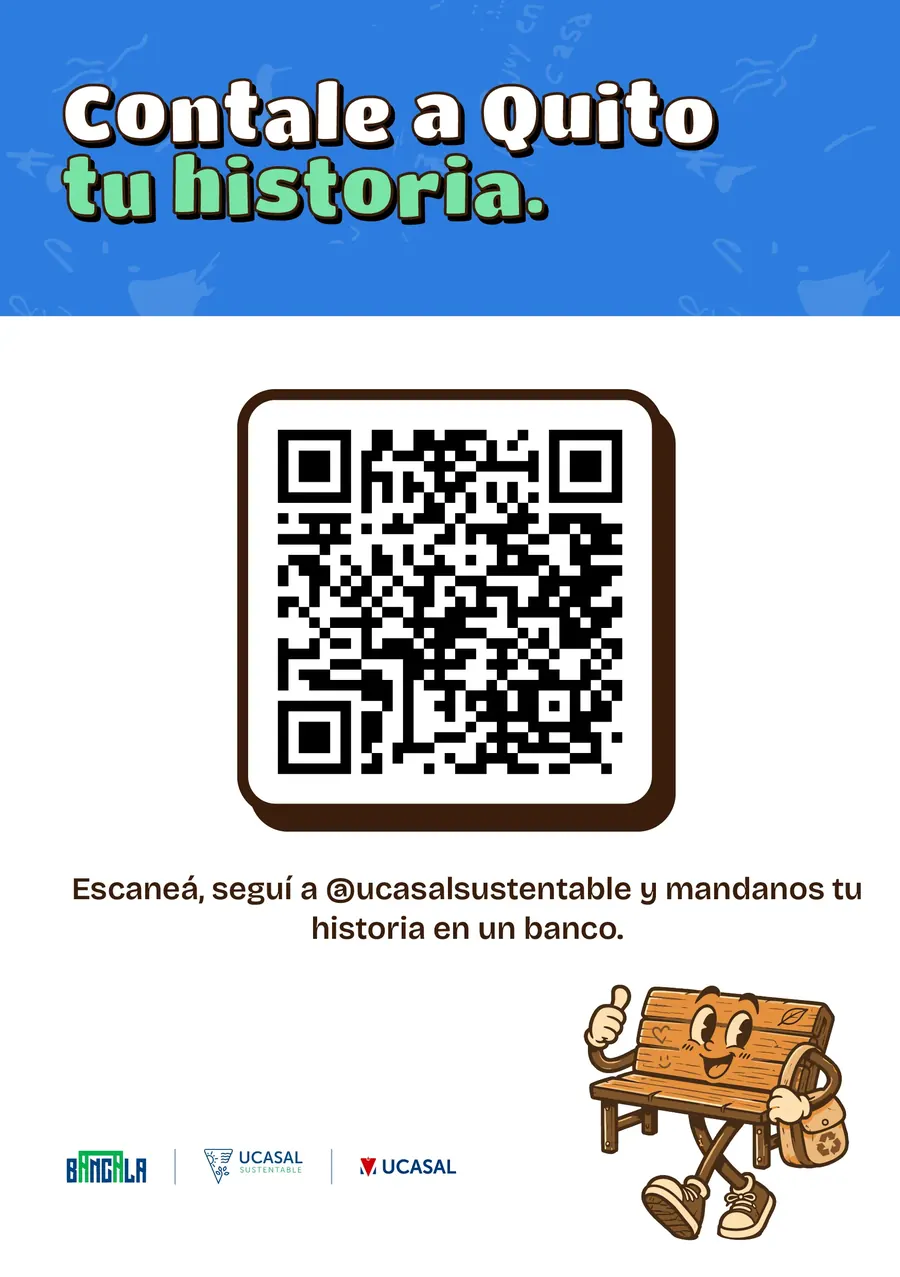 Contale a Quito
tu historia.
Escaneá, seguí a @ucasalsustentable y mandanos tu
historia en un banco.
BANCALA
UCASAL
SUSTENTABLE
UCASAL